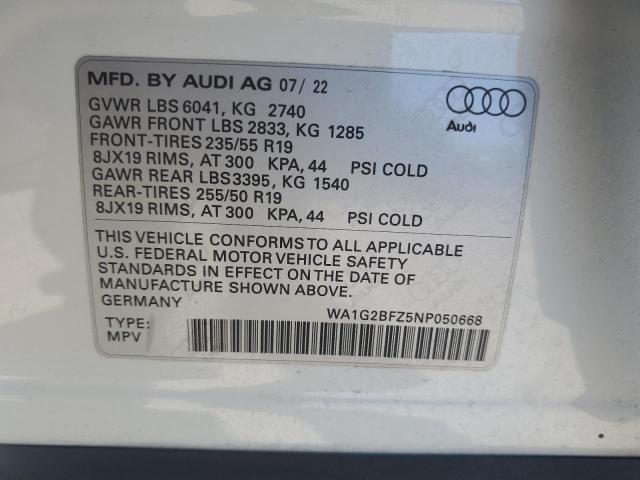 MFD. BY AUDI AG 07/ 22
GVWR LBS 6041, KG 2740
GAWR FRONT LBS 2833, KG 1285
FRONT-TIRES 235/55 R19
8JX19 RIMS, AT 300 KPA, 44 PSI COLD
GAWR REAR LBS3395, KG 1540
REAR-TIRES 255/50 R19
8JX19 RIMS, AT 300 KPA, 44 PSI COLD
Audi
THIS VEHICLE CONFORMS TO ALL APPLICABLE
U.S. FEDERAL MOTOR VEHICLE SAFETY
STANDARDS IN EFFECT ON THE DATE OF
MANUFACTURE SHOWN ABOVE.
GERMANY
WA1G2BFZ5NP050668
TYPE:
MPV